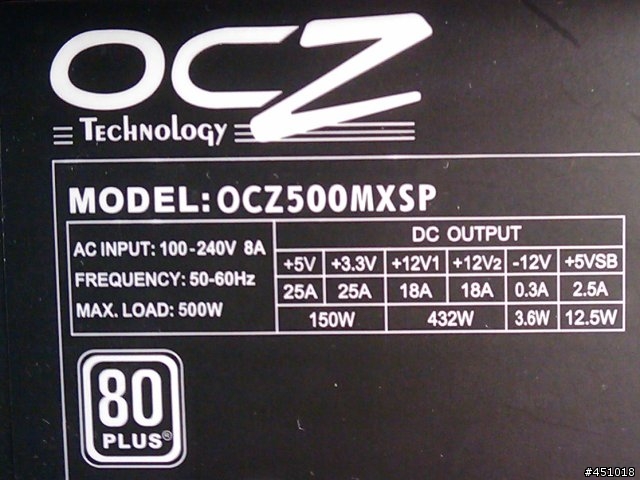 OCZ
Technology
MODEL: OCZ500MXSP
AC INPUT: 100-240V 8A
FREQUENCY: 50-60Hz
MAX. LOAD: 500W
DC OUTPUT
+5V +3.3V +12V1 +12V2 -12V +5VSB
25A 25A 18A 18A 0.3A 2.5A
150W 432W 3.6W 12.5W
80
PLUS®
#451018